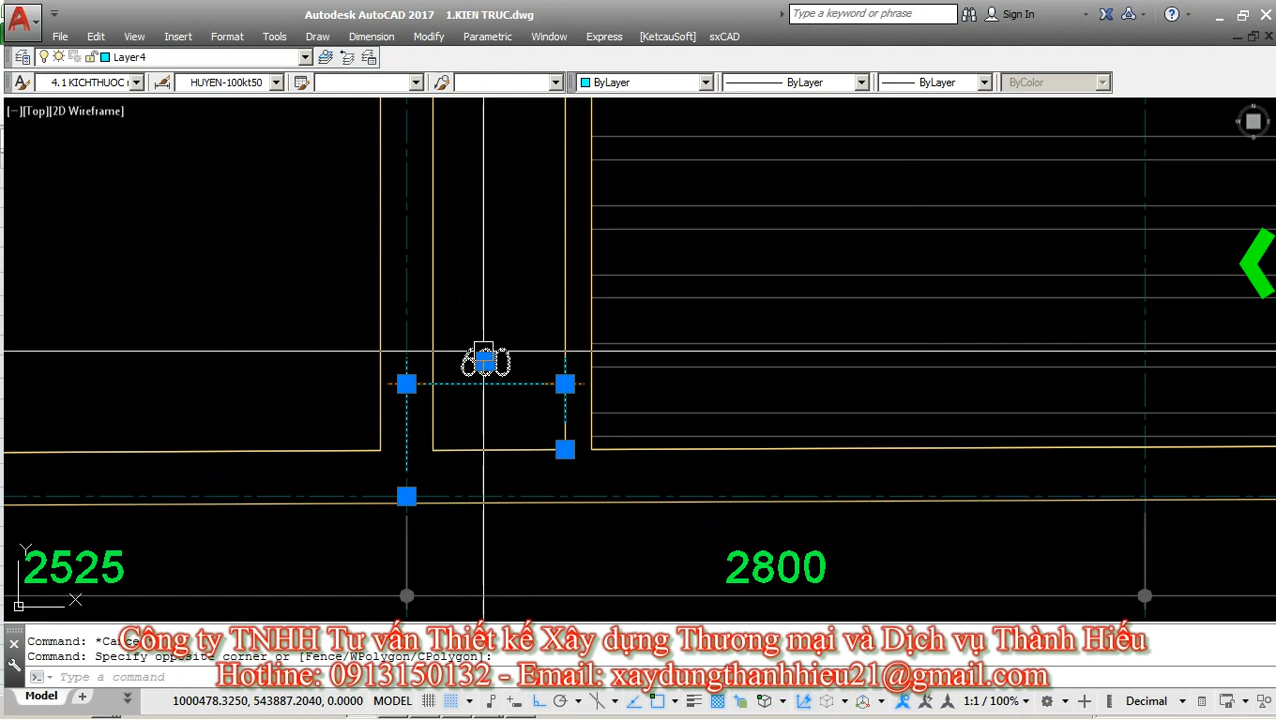 Autodesk AutoCAD 2017 1.KIEN TRUC.dwg
Type a keyword or phrase
Sign In
File Edit View Insert Format Tools Draw Dimension Modify Parametric Window Express [KetcauSoft] sxCAD
Layer4
4.1 KICHTHUOC HUYEN-100kt50 ByLayer ByLayer ByLayer ByColor
[−][Top][2D Wireframe]
N
W
E
S
Y
2525
2800
X
Command: *Cance
Command: Specify opposite corner or [Fence/WPolygon/CPolygon]:
Công ty TNHH Tư vấn Thiết kế Xây dựng Thương mại và Dịch vụ Thành Hiếu
Type a command
Hotline: 0913150132 - Email: xaydungthanhhieu21@gmail.com
Model
1000478.3250, 543887.2040, 0.0000 MODEL
1:1 / 100%
Decimal